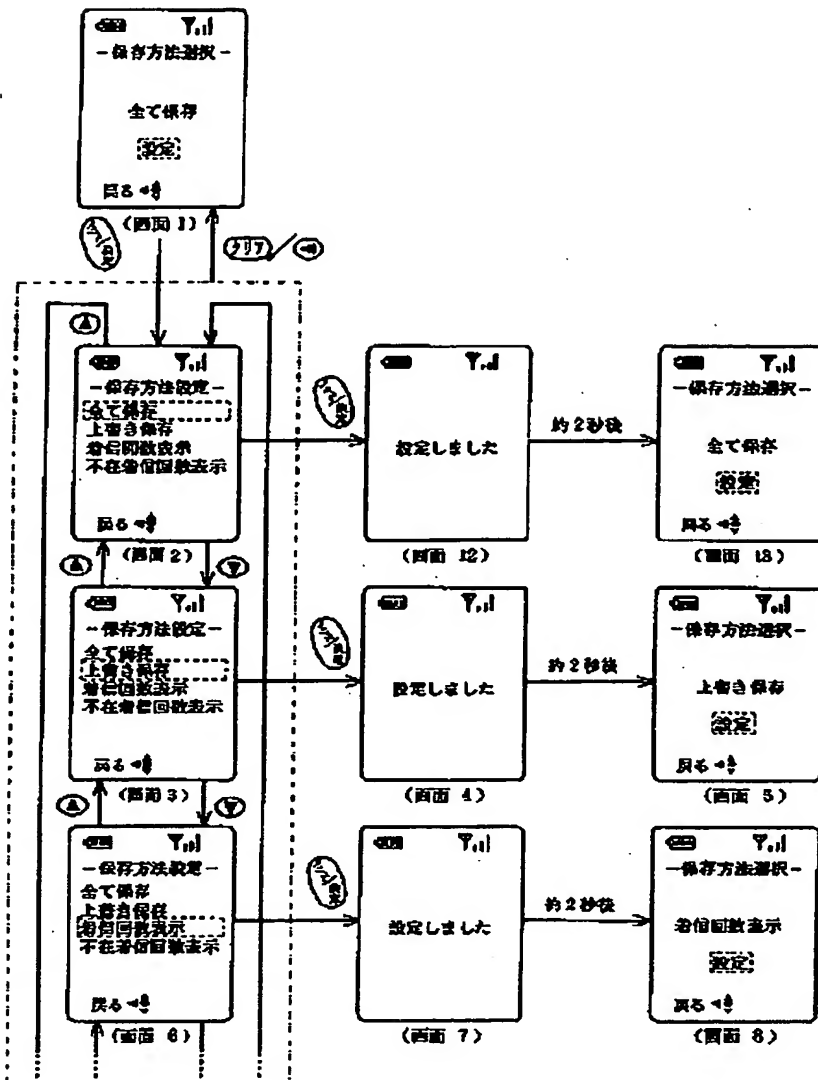 -保存方法選択-
全て保存
設定
戻る
(画面 1)
クリア
-保存方法設定-
全て保存
上書き保存
着信回数表示
不在着信回数表示
戻る
(画面 2)
設定しました
(画面 12)
約2秒後
-保存方法選択-
全て保存
設定
戻る
(画面 13)
-保存方法設定-
全て保存
上書き保存
着信回数表示
不在着信回数表示
戻る
(画面 3)
設定しました
(画面 4)
約2秒後
-保存方法選択-
上書き保存
設定
戻る
(画面 5)
-保存方法設定-
全て保存
上書き保存
着信回数表示
不在着信回数表示
戻る
(画面 6)
設定しました
(画面 7)
約2秒後
-保存方法選択-
着信回数表示
設定
戻る
(画面 8)